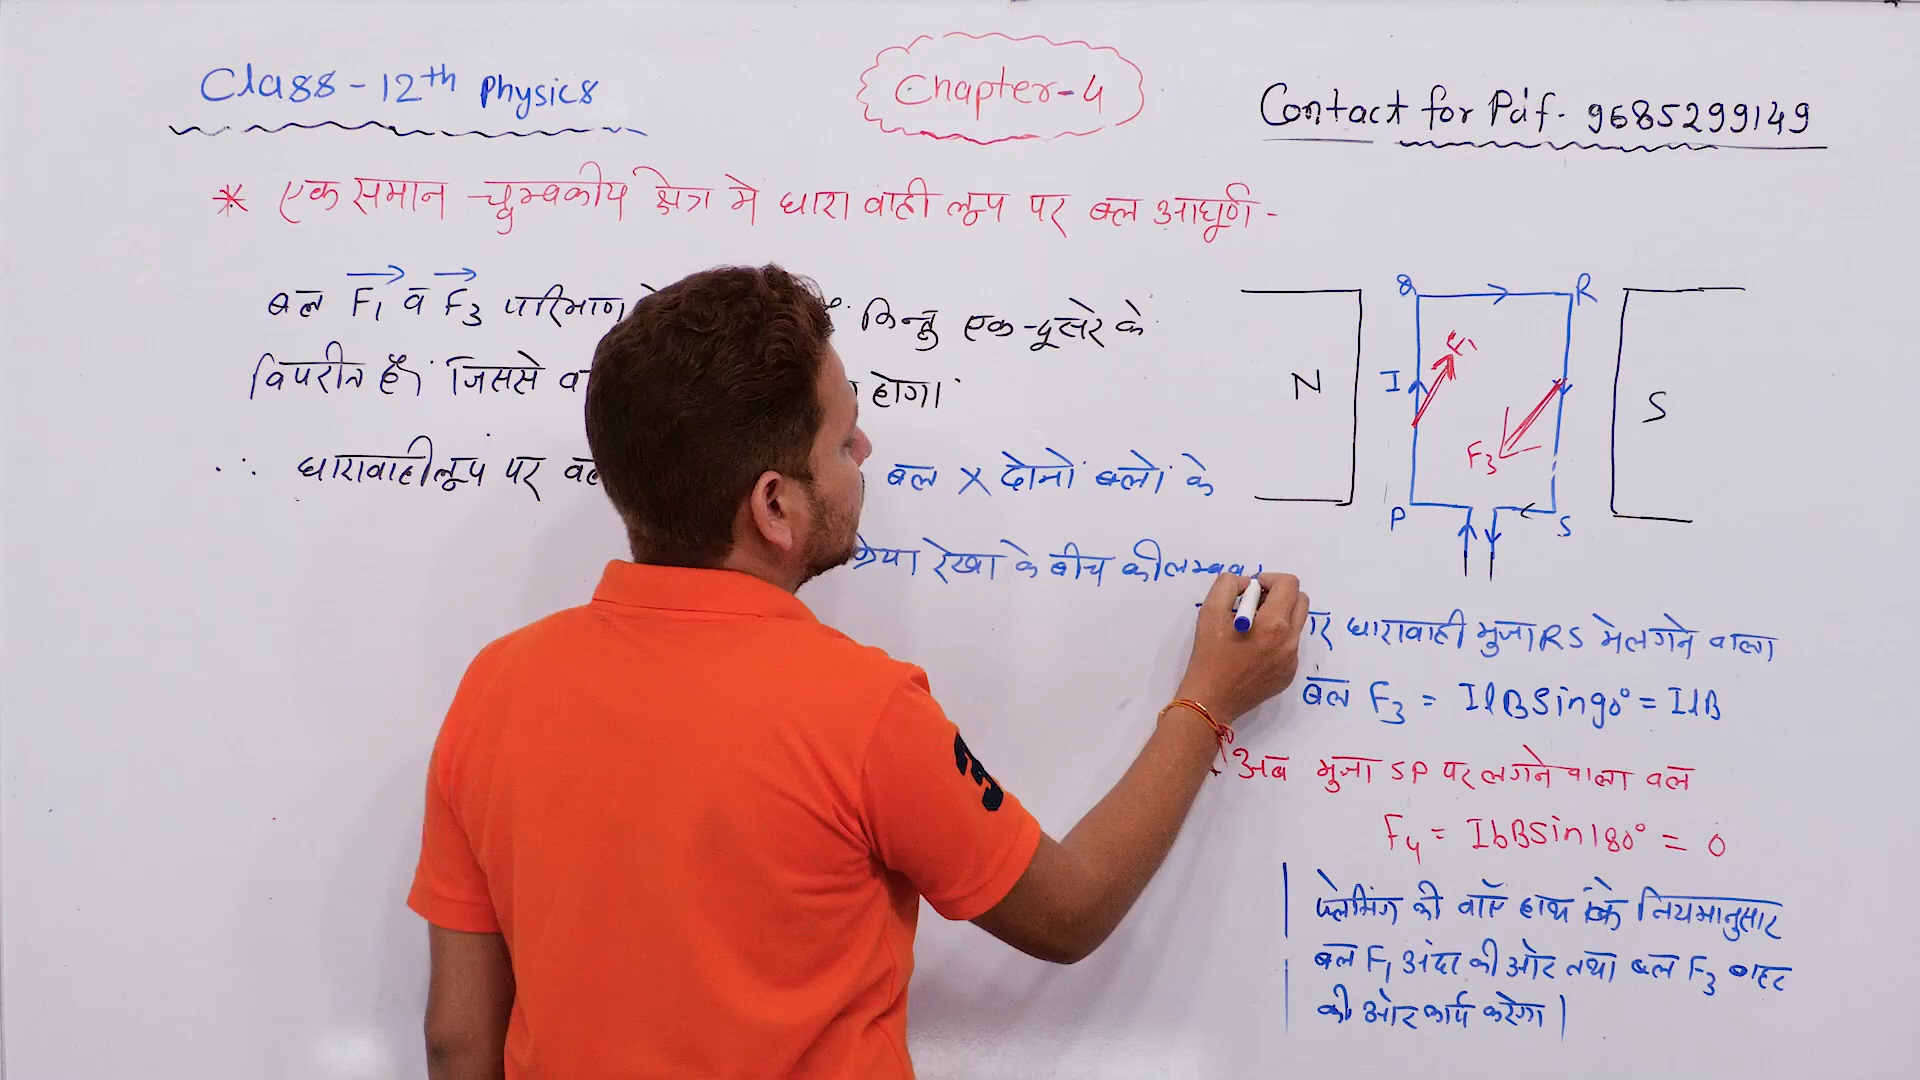 Class-12th Physics
Chapter-4
Contact for Pdf- 9685299149
* एक समान चुम्बकीय क्षेत्र मे धारा वाही लूप पर बल आघूर्ण -
बल F₁ व F₃ परिमाण किन्तु एक-दूसरे के
विपरीत हैं, जिससे होगा।
∴ धारावाही लूप पर बल × दोनों बलों के
रेखा के बीच की लम्बवत
Q R
I F₁
N S
F₃
P S
धारावाही भुजा RS मे लगने वाला
बल F₃ = IlBSin90° = IlB
अब भुजा SP पर लगने वाला बल
F₄ = IbBSin180° = 0
फ्लेमिंग की वॉए हाथ के नियमानुसार
बल F₁ अंदर की ओर तथा बल F₃ बाहर
की ओर कार्य करेगा|
3